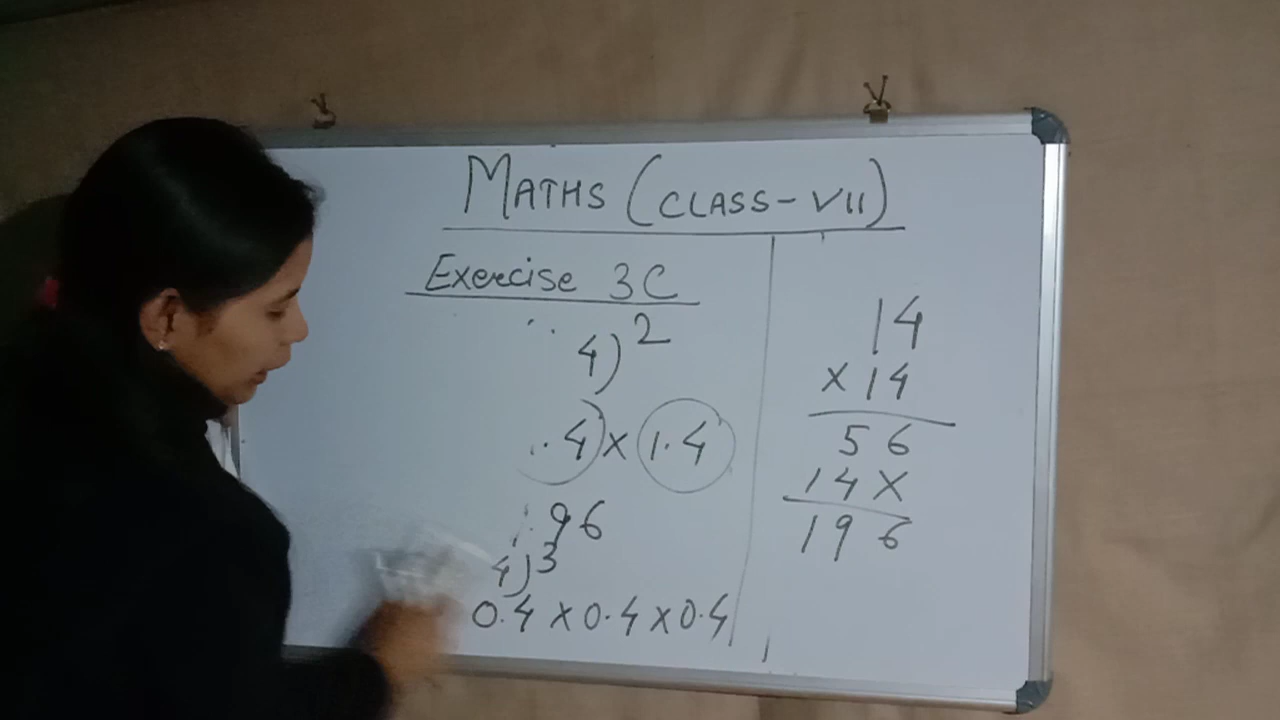 MATHS (CLASS-VII)
Exercise 3C
4)²
.4 × 1.4
.96
4)³
0.4 × 0.4 × 0.4
14
× 14
56
14×
196